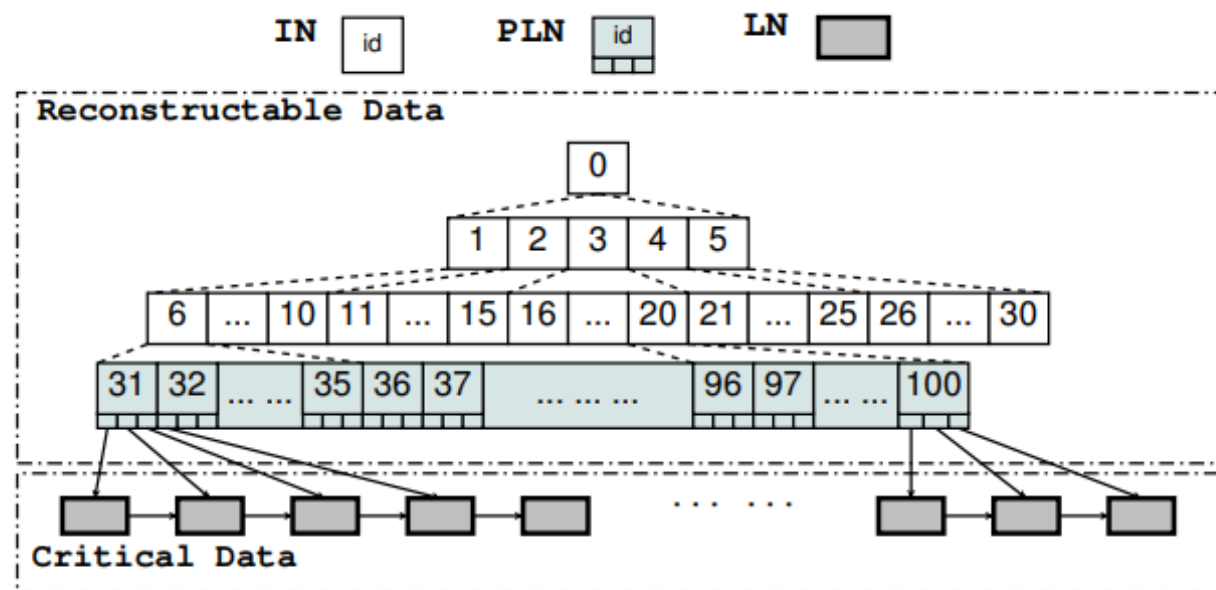 IN id PLN id LN
Reconstructable Data
0
1 2 3 4 5
6 ... 10 11 ... 15 16 ... 20 21 ... 25 26 ... 30
31 32 ... ... 35 36 37 ... ... ... 96 97 ... ... 100
... ...
Critical Data